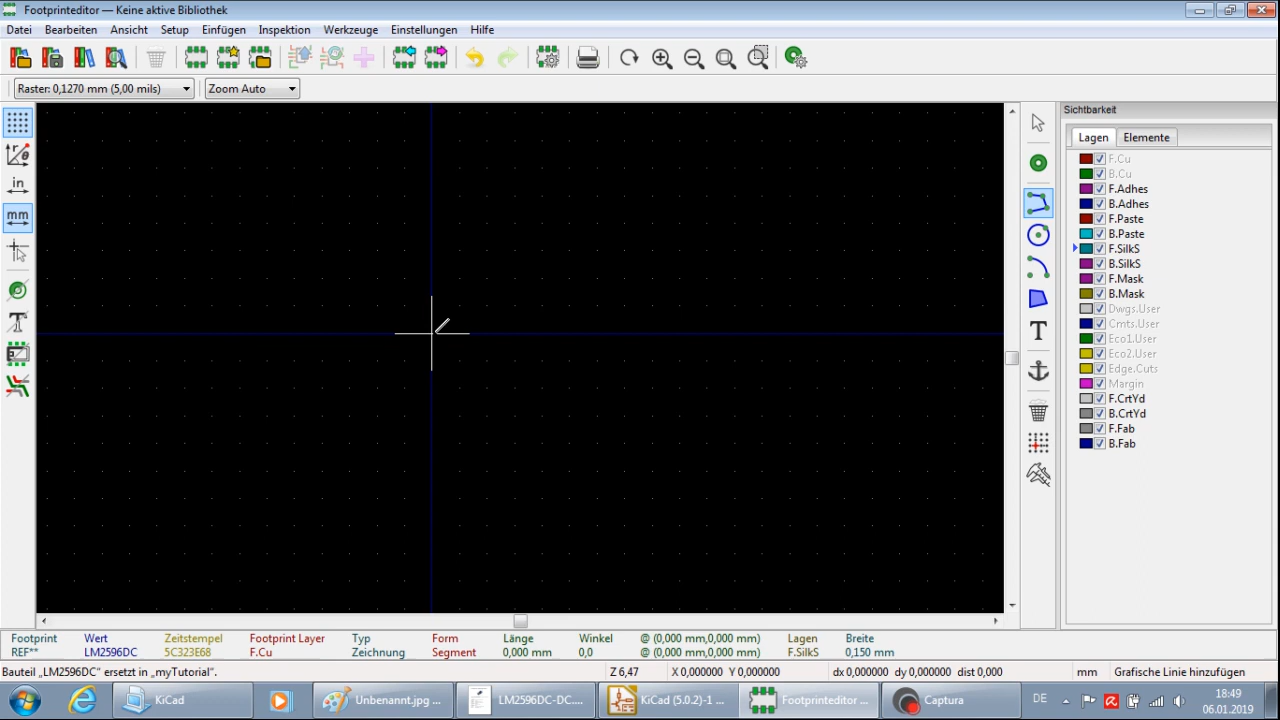 Footprinteditor — Keine aktive Bibliothek
Datei Bearbeiten Ansicht Setup Einfügen Inspektion Werkzeuge Einstellungen Hilfe
Raster: 0,1270 mm (5,00 mils) Zoom Auto
Sichtbarkeit
Lagen Elemente
in
mm
F.Cu
B.Cu
F.Adhes
B.Adhes
F.Paste
B.Paste
F.SilkS
B.SilkS
F.Mask
B.Mask
Dwgs.User
Cmts.User
Eco1.User
Eco2.User
Edge.Cuts
Margin
F.CrtYd
B.CrtYd
F.Fab
B.Fab
Footprint Wert Zeitstempel Footprint Layer Typ Form Länge Winkel @ (0,000 mm,0,000 mm) Lagen Breite
REF** LM2596DC 5C323E68 F.Cu Zeichnung Segment 0,000 mm 0,0 @ (0,000 mm,0,000 mm) F.SilkS 0,150 mm
Bauteil „LM2596DC“ ersetzt in „myTutorial“. Z 6,47 X 0,000000 Y 0,000000 dx 0,000000 dy 0,000000 dist 0,000 mm Grafische Linie hinzufügen
KiCad Unbenannt.jpg ... LM2596DC-DC.... KiCad (5.0.2)-1 ... Footprinteditor ... Captura DE 18:49
06.01.2019